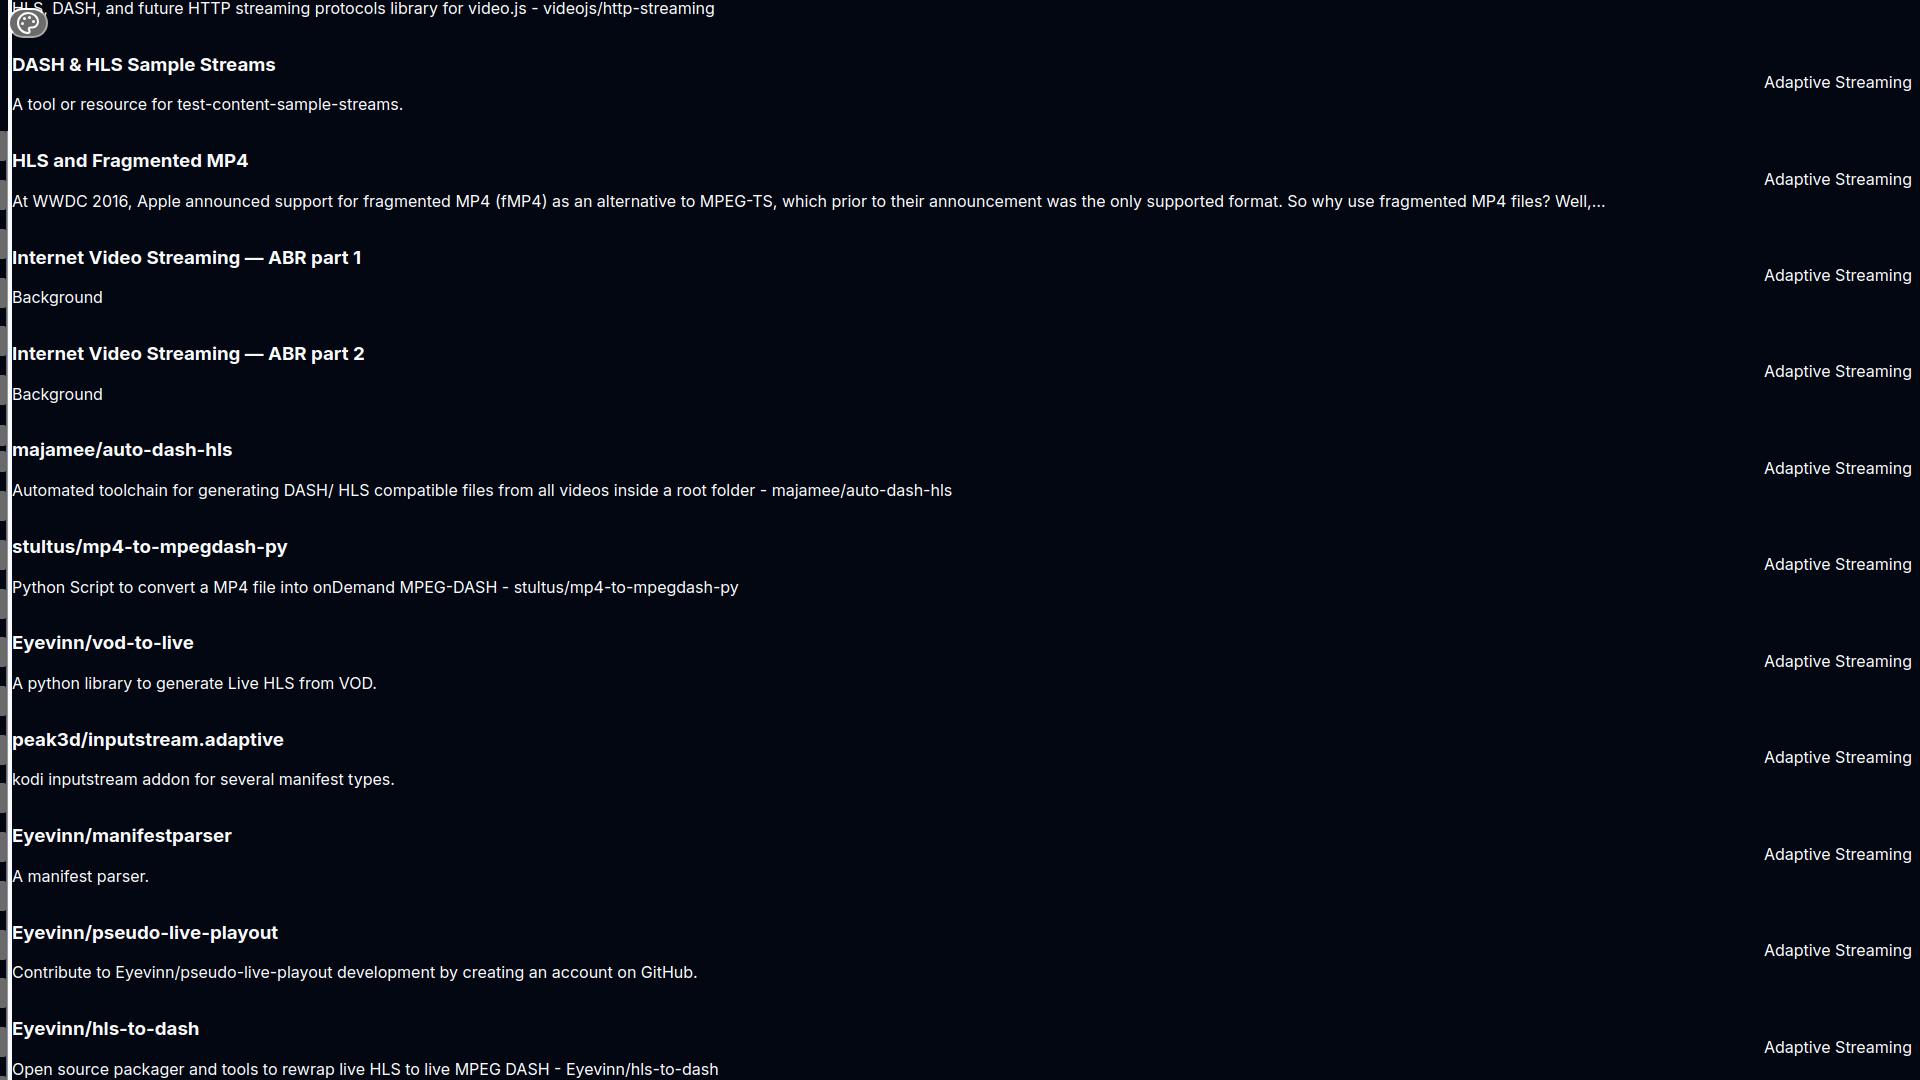 HLS, DASH, and future HTTP streaming protocols library for video.js - videojs/http-streaming
DASH & HLS Sample Streams
A tool or resource for test-content-sample-streams.
Adaptive Streaming
HLS and Fragmented MP4
At WWDC 2016, Apple announced support for fragmented MP4 (fMP4) as an alternative to MPEG-TS, which prior to their announcement was the only supported format. So why use fragmented MP4 files? Well,...
Adaptive Streaming
Internet Video Streaming — ABR part 1
Background
Adaptive Streaming
Internet Video Streaming — ABR part 2
Background
Adaptive Streaming
majamee/auto-dash-hls
Automated toolchain for generating DASH/ HLS compatible files from all videos inside a root folder - majamee/auto-dash-hls
Adaptive Streaming
stultus/mp4-to-mpegdash-py
Python Script to convert a MP4 file into onDemand MPEG-DASH - stultus/mp4-to-mpegdash-py
Adaptive Streaming
Eyevinn/vod-to-live
A python library to generate Live HLS from VOD.
Adaptive Streaming
peak3d/inputstream.adaptive
kodi inputstream addon for several manifest types.
Adaptive Streaming
Eyevinn/manifestparser
A manifest parser.
Adaptive Streaming
Eyevinn/pseudo-live-playout
Contribute to Eyevinn/pseudo-live-playout development by creating an account on GitHub.
Adaptive Streaming
Eyevinn/hls-to-dash
Open source packager and tools to rewrap live HLS to live MPEG DASH - Eyevinn/hls-to-dash
Adaptive Streaming